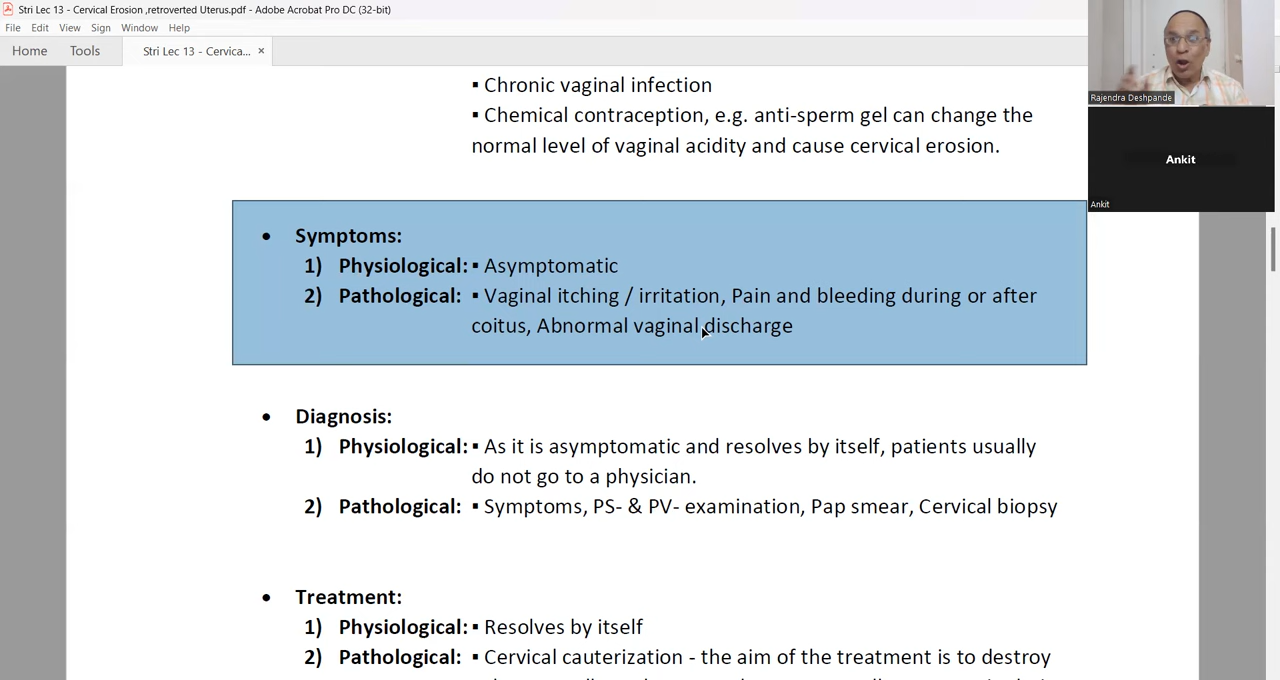 Stri Lec 13 - Cervical Erosion ,retroverted Uterus.pdf - Adobe Acrobat Pro DC (32-bit)
File Edit View Sign Window Help
Home Tools Stri Lec 13 - Cervica... ×
▪ Chronic vaginal infection
▪ Chemical contraception, e.g. anti-sperm gel can change the
normal level of vaginal acidity and cause cervical erosion.
• Symptoms:
1) Physiological: ▪ Asymptomatic
2) Pathological: ▪ Vaginal itching / irritation, Pain and bleeding during or after
coitus, Abnormal vaginal discharge
• Diagnosis:
1) Physiological: ▪ As it is asymptomatic and resolves by itself, patients usually
do not go to a physician.
2) Pathological: ▪ Symptoms, PS- & PV- examination, Pap smear, Cervical biopsy
• Treatment:
1) Physiological: ▪ Resolves by itself
2) Pathological: ▪ Cervical cauterization - the aim of the treatment is to destroy
Rajendra Deshpande
Ankit
Ankit